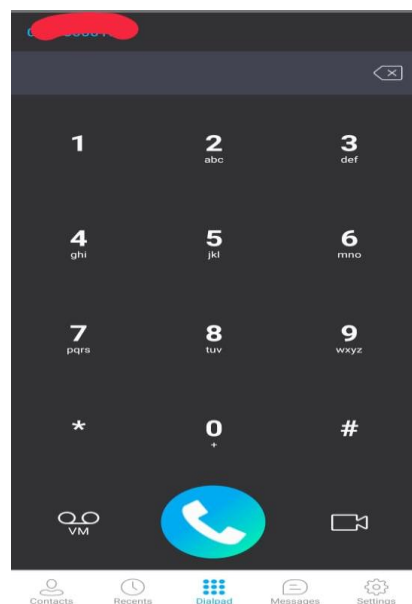 1 2 3
abc def
4 5 6
ghi jkl mno
7 8 9
pqrs tuv wxyz
* 0 #
+
VM
Contacts Recents Dialpad Messages Settings